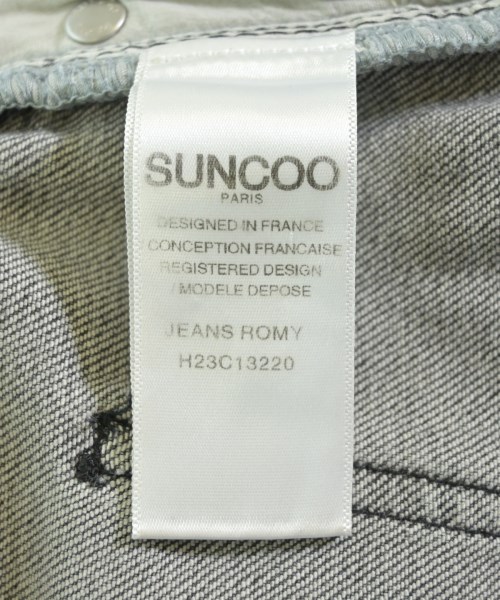 SUNCOO
PARIS
DESIGNED IN FRANCE
/ CONCEPTION FRANCAISE
REGISTERED DESIGN
/ MODELE DEPOSE
JEANS ROMY
H23C13220